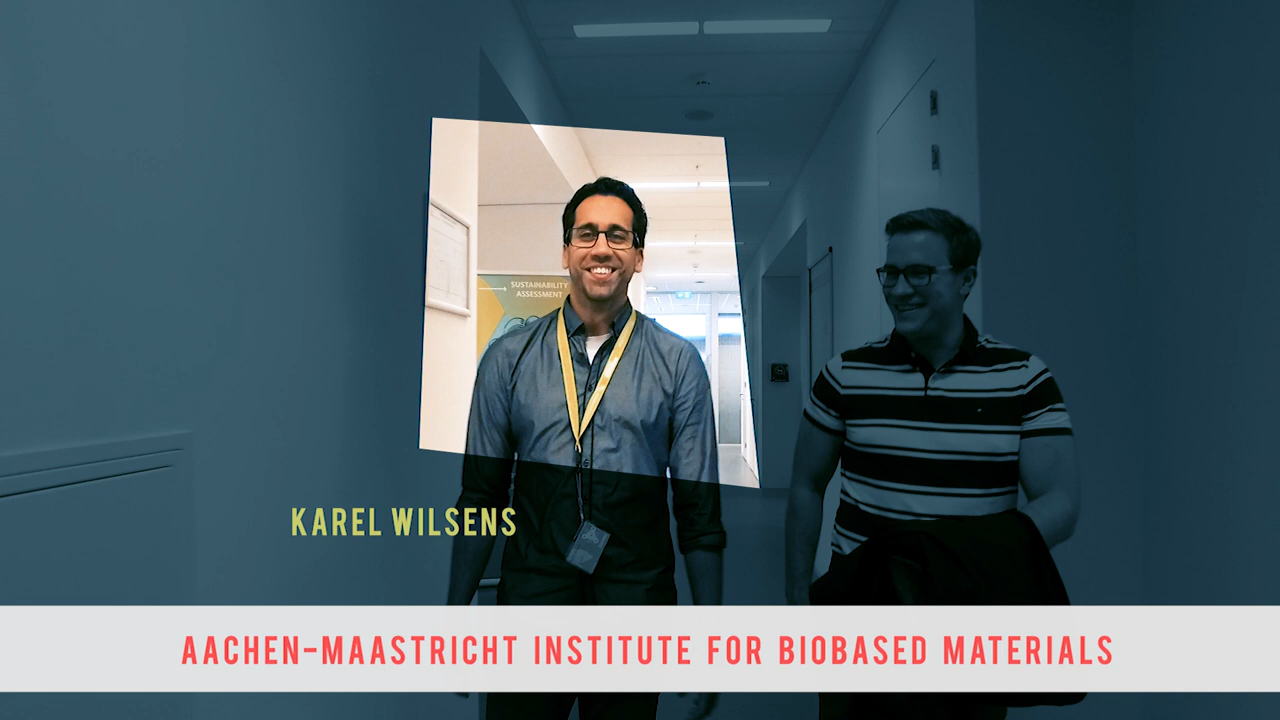 SUSTAINABILITY
ASSESSMENT
KAREL WILSENS
AACHEN-MAASTRICHT INSTITUTE FOR BIOBASED MATERIALS